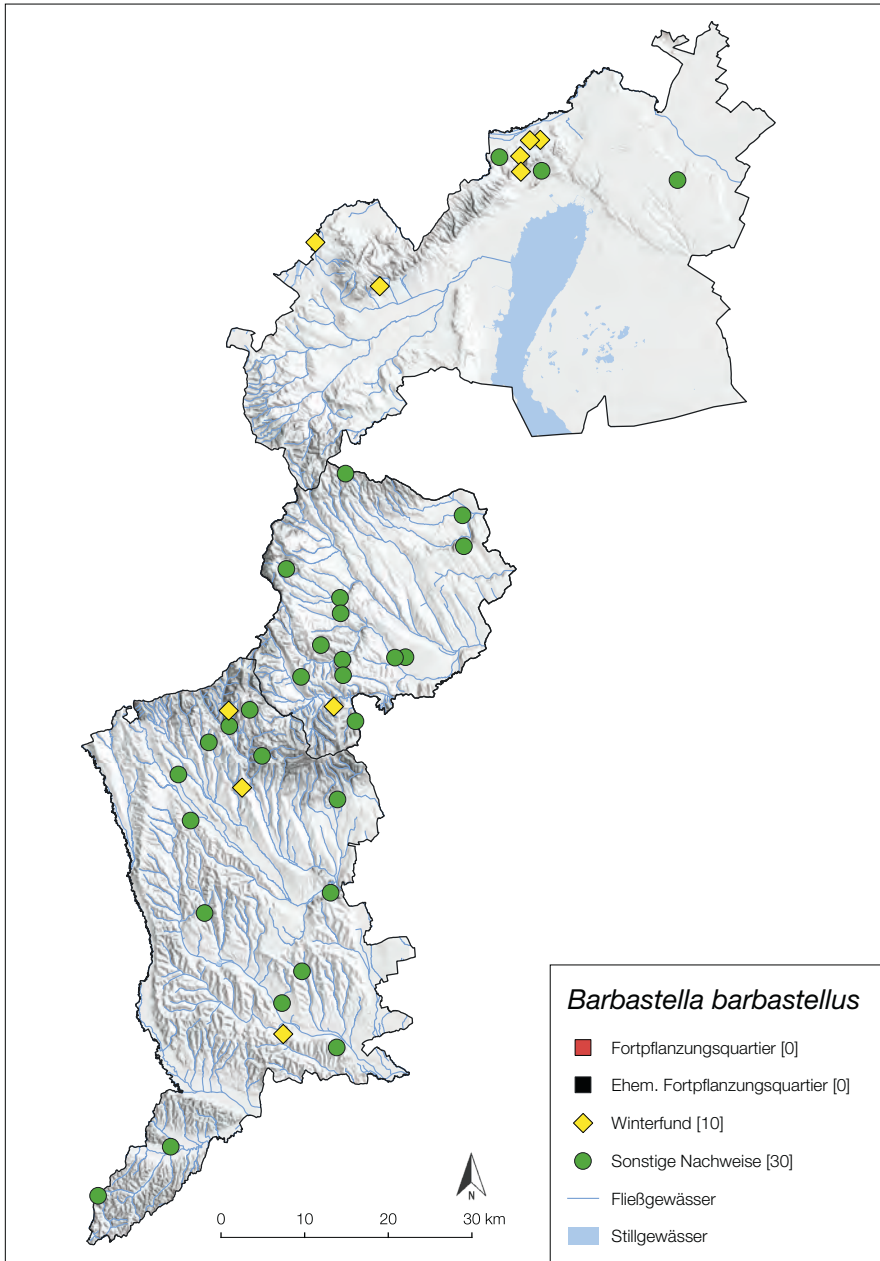 Barbastella barbastellus
Fortpflanzungsquartier [0]
Ehem. Fortpflanzungsquartier [0]
Winterfund [10]
Sonstige Nachweise [30]
Fließgewässer
Stillgewässer
N
0 10 20 30 km